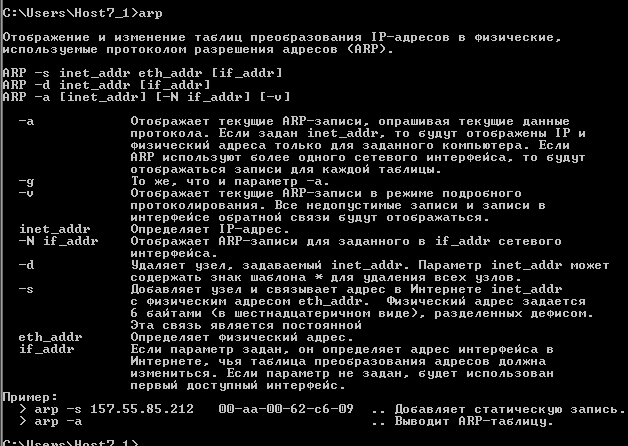 C:\Users\Host7_1>arp
Отображение и изменение таблиц преобразования IP-адресов в физические,
используемые протоколом разрешения адресов (ARP).
ARP -s inet_addr eth_addr [if_addr]
ARP -d inet_addr [if_addr]
ARP -a [inet_addr] [-N if_addr] [-v]
-a Отображает текущие ARP-записи, опрашивая текущие данные
протокола. Если задан inet_addr, то будут отображены IP и
физический адреса только для заданного компьютера. Если
ARP используют более одного сетевого интерфейса, то будут
отображаться записи для каждой таблицы.
-g То же, что и параметр -a.
-v Отображает текущие ARP-записи в режиме подробного
протоколирования. Все недопустимые записи и записи в
интерфейсе обратной связи будут отображаться.
inet_addr Определяет IP-адрес.
-N if_addr Отображает ARP-записи для заданного в if_addr сетевого
интерфейса.
-d Удаляет узел, задаваемый inet_addr. Параметр inet_addr может
содержать знак шаблона * для удаления всех узлов.
-s Добавляет узел и связывает адрес в Интернете inet_addr
с физическим адресом eth_addr. Физический адрес задается
6 байтами (в шестнадцатеричном виде), разделенных дефисом.
Эта связь является постоянной
eth_addr Определяет физический адрес.
if_addr Если параметр задан, он определяет адрес интерфейса в
Интернете, чья таблица преобразования адресов должна
измениться. Если параметр не задан, будет использован
первый доступный интерфейс.
Пример:
> arp -s 157.55.85.212 00-aa-00-62-c6-09 .. Добавляет статическую запись.
> arp -a .. Выводит ARP-таблицу.
C:\Users\Host7_1>